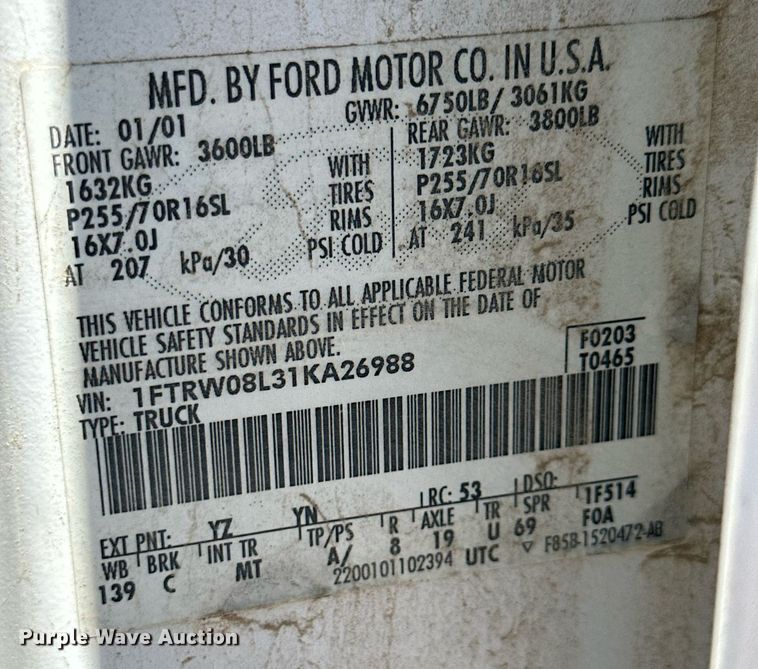 MFD. BY FORD MOTOR CO. IN U.S.A.
DATE: 01/01 GVWR: 6750LB/ 3061KG
FRONT GAWR: 3600LB REAR GAWR: 3800LB
1632KG WITH 1723KG WITH
P255/70R16SL TIRES P255/70R16SL TIRES
16X7.0J RIMS 16X7.0J RIMS
AT 207 kPa/30 PSI COLD AT 241 kPa/35 PSI COLD
THIS VEHICLE CONFORMS TO ALL APPLICABLE FEDERAL MOTOR
VEHICLE SAFETY STANDARDS IN EFFECT ON THE DATE OF
MANUFACTURE SHOWN ABOVE.
F0203
VIN: 1FTRW08L31KA26988
T0465
TYPE: TRUCK
EXT PNT: YZ YN RC: 53 DSO: 1F514
WB BRK INT TR TP/PS R AXLE TR SPR F0A
139 C MT A/ 8 19 U 69
2200101102394 UTC ▽ F85B-1520472-AB
Purple Wave Auction